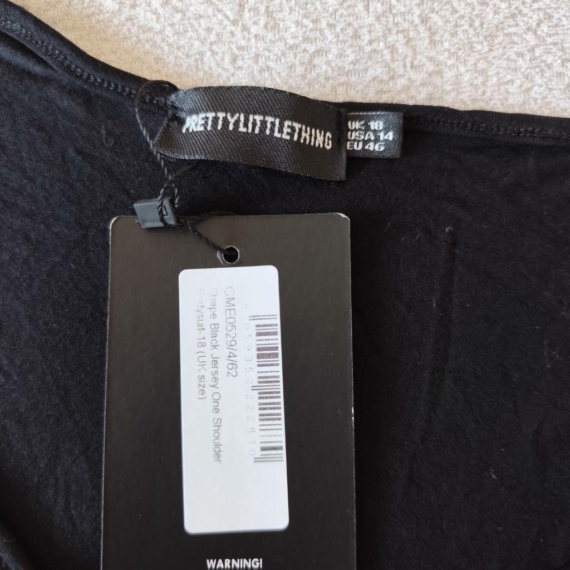 PRETTYLITTLETHING
UK 18
USA 14
EU 46
CME0529/4/62
Shape Black Jersey One Shoulder
Bodysuit-18 (UK size)
WARNING!